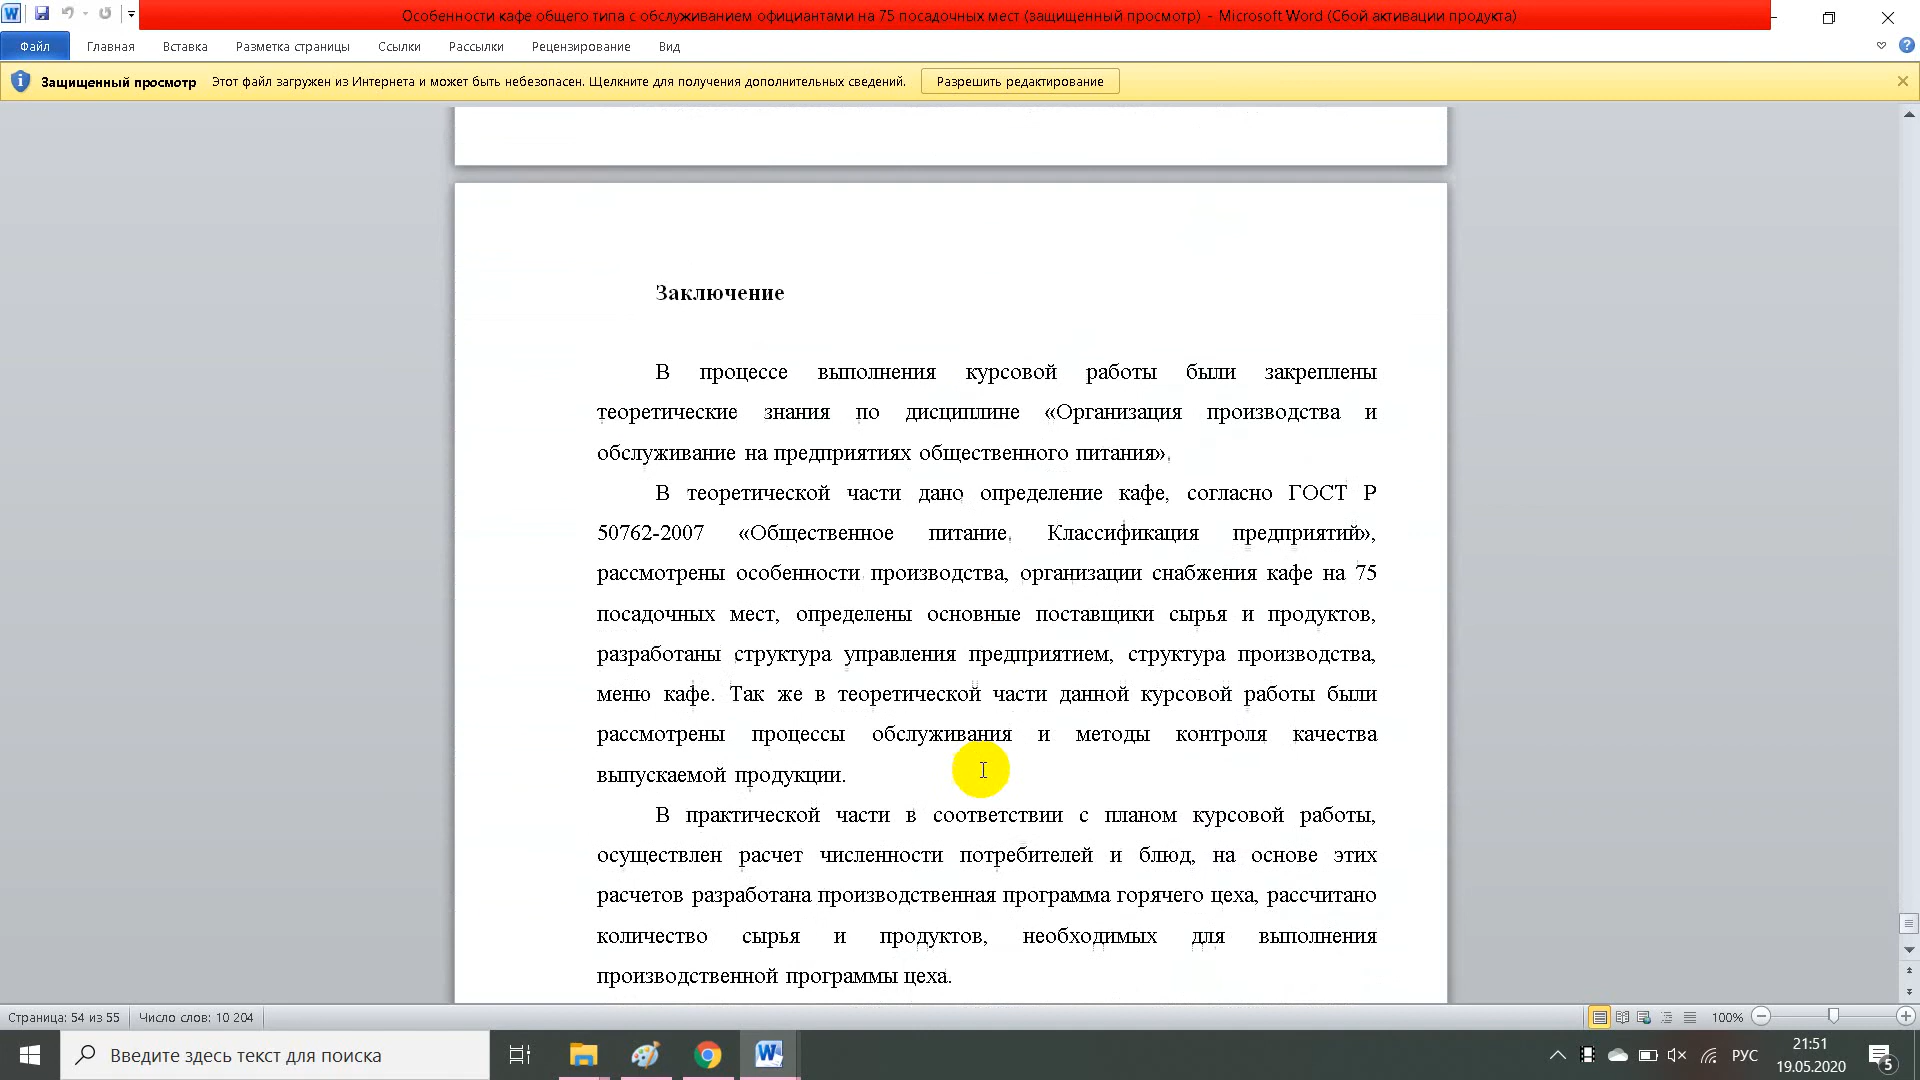 Особенности кафе общего типа с обслуживанием официантами на 75 посадочных мест (защищенный просмотр) - Microsoft Word (Сбой активации продукта)
Файл Главная Вставка Разметка страницы Ссылки Рассылки Рецензирование Вид
Защищенный просмотр Этот файл загружен из Интернета и может быть небезопасен. Щелкните для получения дополнительных сведений. Разрешить редактирование
Заключение
В процессе выполнения курсовой работы были закреплены
теоретические знания по дисциплине «Организация производства и
обслуживание на предприятиях общественного питания».
В теоретической части дано определение кафе, согласно ГОСТ Р
50762-2007 «Общественное питание. Классификация предприятий»,
рассмотрены особенности производства, организации снабжения кафе на 75
посадочных мест, определены основные поставщики сырья и продуктов,
разработаны структура управления предприятием, структура производства,
меню кафе. Так же в теоретической части данной курсовой работы были
рассмотрены процессы обслуживания и методы контроля качества
выпускаемой продукции.
В практической части в соответствии с планом курсовой работы,
осуществлен расчет численности потребителей и блюд, на основе этих
расчетов разработана производственная программа горячего цеха, рассчитано
количество сырья и продуктов, необходимых для выполнения
производственной программы цеха.
Страница: 54 из 55 Число слов: 10 204 100%
Введите здесь текст для поиска РУС 21:51
19.05.2020 5